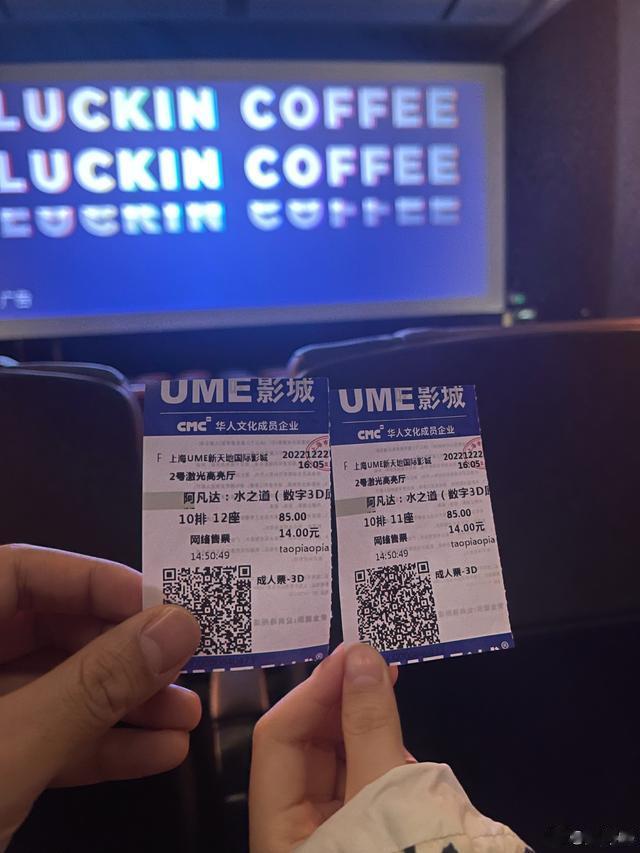 LUCKIN COFFEE
LUCKIN COFFEE
LUCKIN COFFEE
广告
UME影城
CMC 华人文化成员企业
F 上海UME新天地国际影城 20221222
16:05
2号激光高亮厅
阿凡达：水之道（数字3D
10排 12座 85.00
14.00元
网络售票
taopiaopia
14:50:49
成人票-3D
UME影城
CMC 华人文化成员企业
F 上海UME新天地国际影城 20221222
16:05
2号激光高亮厅
阿凡达：水之道（数字3D
10排 11座 85.00
14.00元
网络售票
taopiaopia
14:50:49
成人票-3D